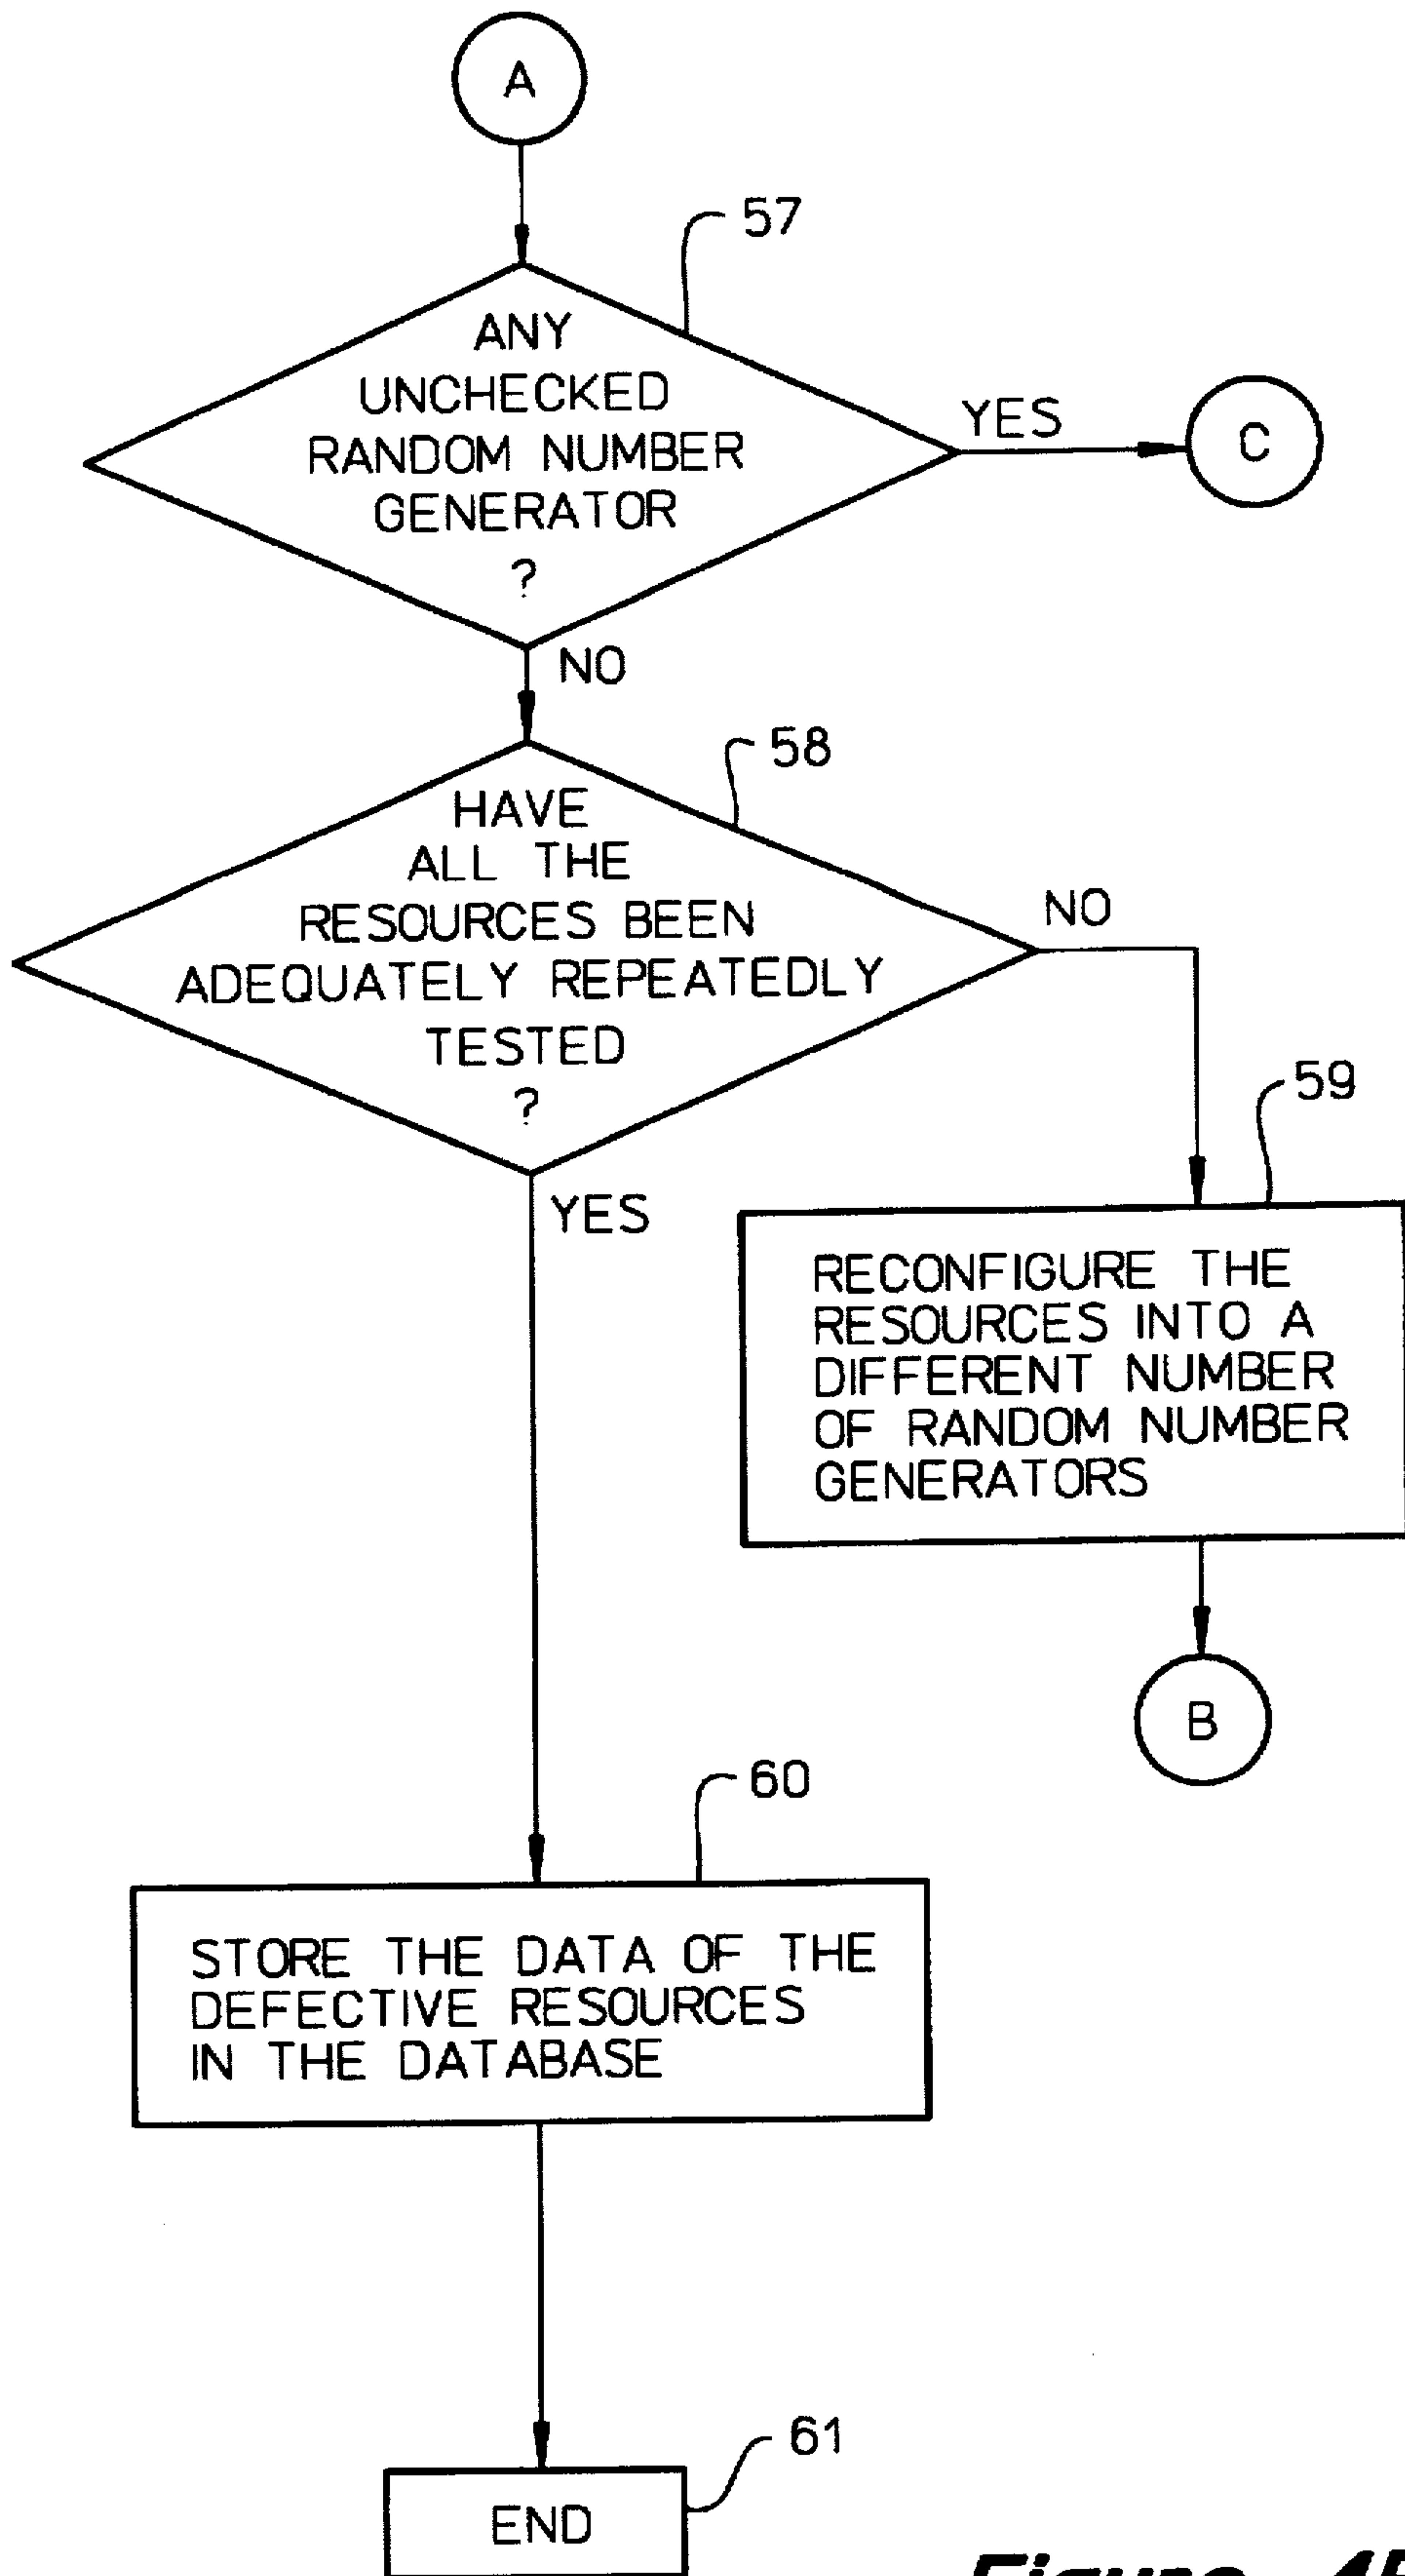 A
57
ANY
UNCHECKED
RANDOM NUMBER
GENERATOR
?
YES
C
NO
58
HAVE
ALL THE
RESOURCES BEEN
ADEQUATELY REPEATEDLY
TESTED
?
NO
YES
59
RECONFIGURE THE
RESOURCES INTO A
DIFFERENT NUMBER
OF RANDOM NUMBER
GENERATORS
B
60
STORE THE DATA OF THE
DEFECTIVE RESOURCES
IN THE DATABASE
61
END
Figure